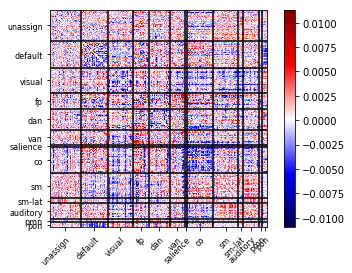 unassign
default
visual
fp
dan
van
salience
co
sm
sm-lat
auditory
pmn
pon
unassign
default
visual
fp
dan
van
salience
co
sm
sm-lat
auditory
0.0100
0.0075
0.0050
0.0025
0.0000
−0.0025
−0.0050
−0.0075
−0.0100